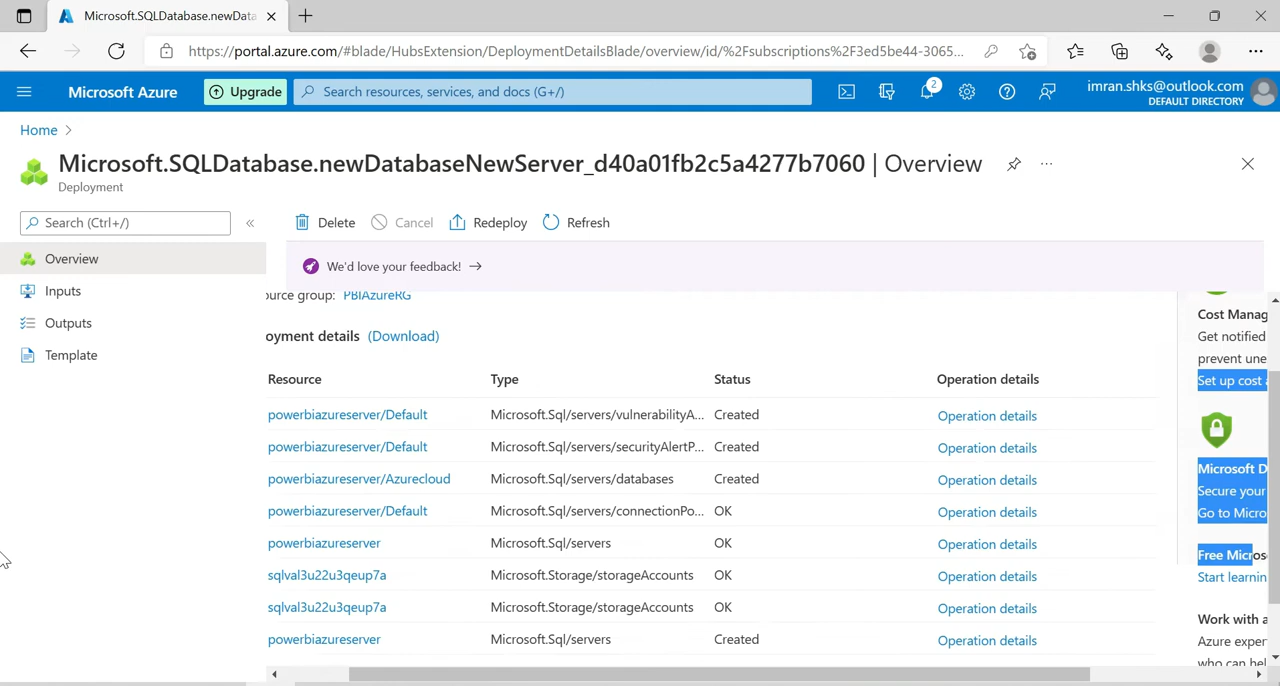 Microsoft.SQLDatabase.newData
https://portal.azure.com/#blade/HubsExtension/DeploymentDetailsBlade/overview/id/%2Fsubscriptions%2F3ed5be44-3065...
Microsoft Azure
Upgrade
Search resources, services, and docs (G+/)
2
imran.shks@outlook.com
DEFAULT DIRECTORY
Home
Microsoft.SQLDatabase.newDatabaseNewServer_d40a01fb2c5a4277b7060 | Overview
Deployment
Search (Ctrl+/)
«
Delete
Cancel
Redeploy
Refresh
Overview
Inputs
Outputs
Template
We'd love your feedback! →
ource group: PBIAzureRG
oyment details (Download)
Resource Type Status Operation details
powerbiazureserver/Default Microsoft.Sql/servers/vulnerabilityA... Created Operation details
powerbiazureserver/Default Microsoft.Sql/servers/securityAlertP... Created Operation details
powerbiazureserver/Azurecloud Microsoft.Sql/servers/databases Created Operation details
powerbiazureserver/Default Microsoft.Sql/servers/connectionPo... OK Operation details
powerbiazureserver Microsoft.Sql/servers OK Operation details
sqlval3u22u3qeup7a Microsoft.Storage/storageAccounts OK Operation details
sqlval3u22u3qeup7a Microsoft.Storage/storageAccounts OK Operation details
powerbiazureserver Microsoft.Sql/servers Created Operation details
Cost Manag
Get notified
prevent une
Set up cost a
Microsoft D
Secure your
Go to Micro
Free Micros
Start learnin
Work with a
Azure exper
who can hel